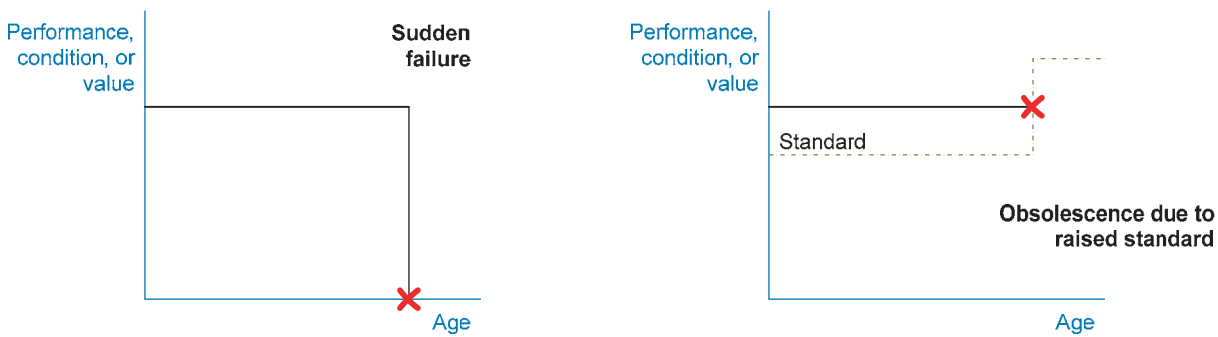 Performance,
condition, or
value
Sudden
failure
Age
Performance,
condition, or
value
Standard
Obsolescence due to
raised standard
Age